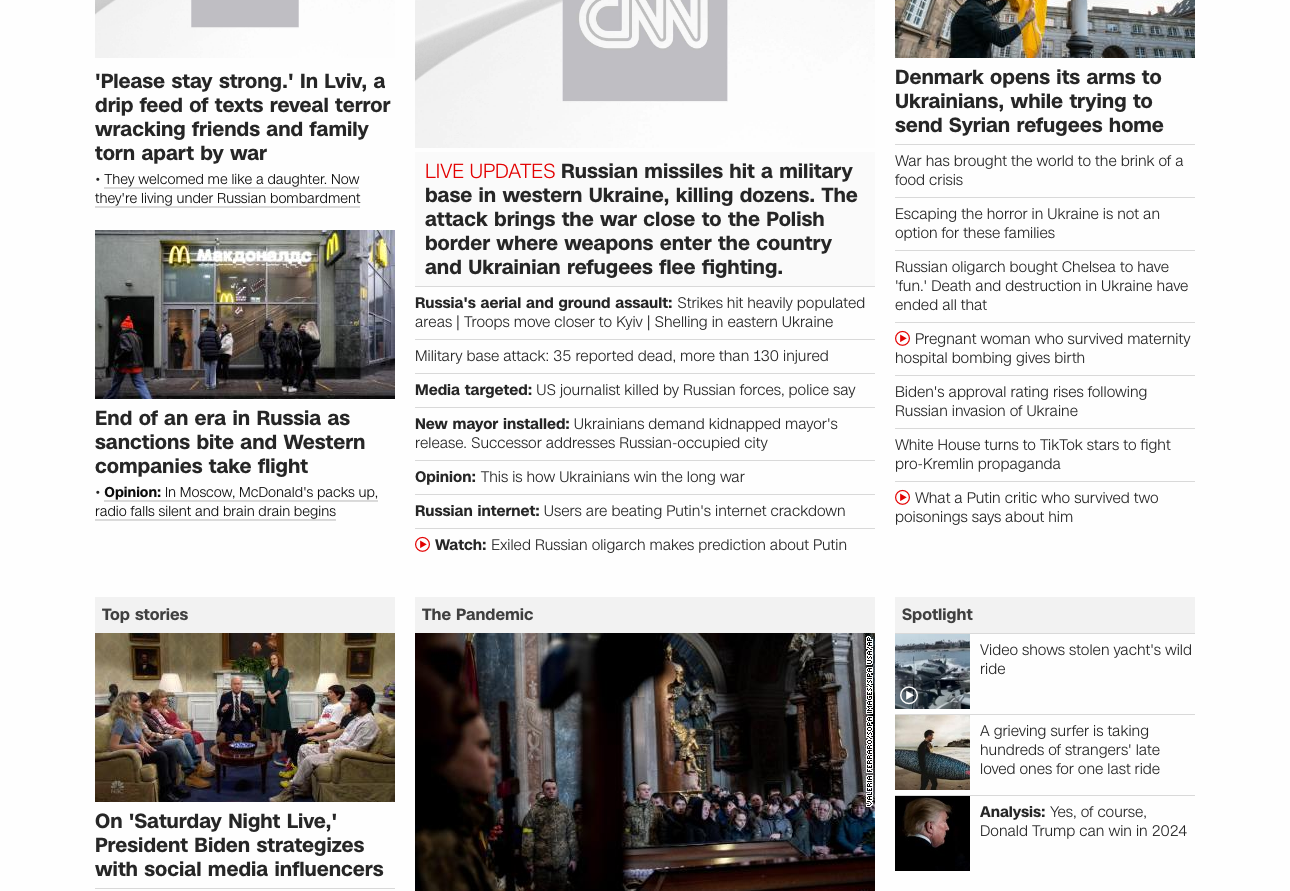 'Please stay strong.' In Lviv, a
drip feed of texts reveal terror
wracking friends and family
torn apart by war
• They welcomed me like a daughter. Now
they're living under Russian bombardment
Макдоналдс
End of an era in Russia as
sanctions bite and Western
companies take flight
• Opinion: In Moscow, McDonald's packs up,
radio falls silent and brain drain begins
CNN
LIVE UPDATES Russian missiles hit a military
base in western Ukraine, killing dozens. The
attack brings the war close to the Polish
border where weapons enter the country
and Ukrainian refugees flee fighting.
Russia's aerial and ground assault: Strikes hit heavily populated
areas | Troops move closer to Kyiv | Shelling in eastern Ukraine
Military base attack: 35 reported dead, more than 130 injured
Media targeted: US journalist killed by Russian forces, police say
New mayor installed: Ukrainians demand kidnapped mayor's
release. Successor addresses Russian-occupied city
Opinion: This is how Ukrainians win the long war
Russian internet: Users are beating Putin's internet crackdown
Watch: Exiled Russian oligarch makes prediction about Putin
Denmark opens its arms to
Ukrainians, while trying to
send Syrian refugees home
War has brought the world to the brink of a
food crisis
Escaping the horror in Ukraine is not an
option for these families
Russian oligarch bought Chelsea to have
'fun.' Death and destruction in Ukraine have
ended all that
Pregnant woman who survived maternity
hospital bombing gives birth
Biden's approval rating rises following
Russian invasion of Ukraine
White House turns to TikTok stars to fight
pro-Kremlin propaganda
What a Putin critic who survived two
poisonings says about him
Top stories
NBC
On 'Saturday Night Live,'
President Biden strategizes
with social media influencers
The Pandemic
VALERIA FERRARO/SOPA IMAGES/SIPA USA/AP
Spotlight
Video shows stolen yacht's wild
ride
A grieving surfer is taking
hundreds of strangers' late
loved ones for one last ride
Analysis: Yes, of course,
Donald Trump can win in 2024